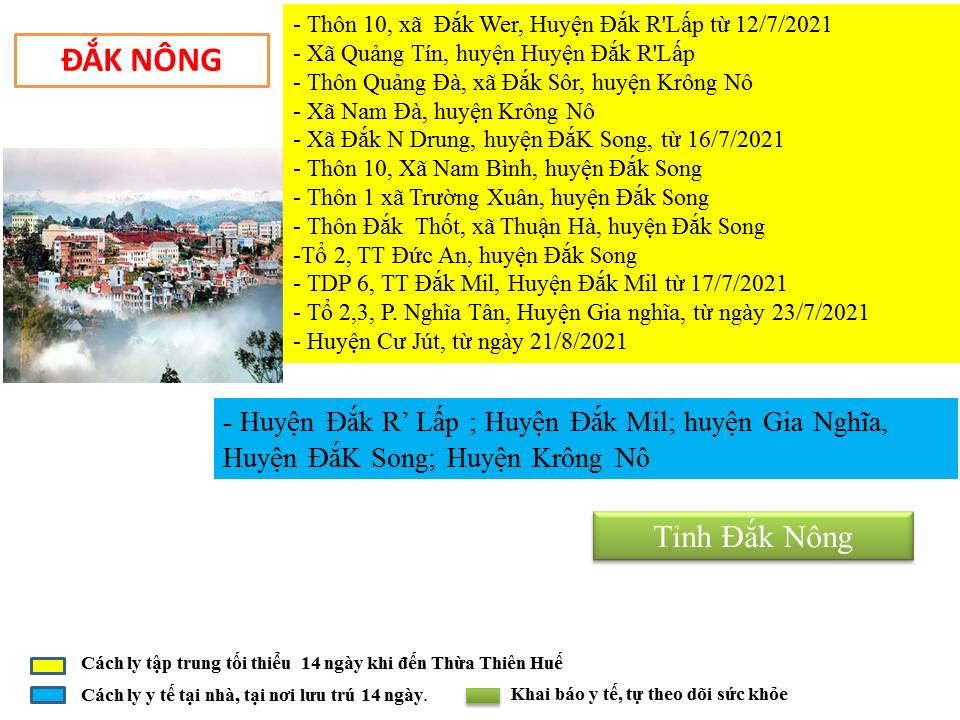 ĐẮK NÔNG
- Thôn 10, xã Đắk Wer, Huyện Đắk R'Lấp từ 12/7/2021
- Xã Quảng Tín, huyện Huyện Đắk R'Lấp
- Thôn Quảng Đà, xã Đắk Sôr, huyện Krông Nô
- Xã Nam Đà, huyện Krông Nô
- Xã Đắk N Drung, huyện ĐắK Song, từ 16/7/2021
- Thôn 10, Xã Nam Bình, huyện Đắk Song
- Thôn 1 xã Trường Xuân, huyện Đắk Song
- Thôn Đắk Thốt, xã Thuận Hà, huyện Đắk Song
-Tổ 2, TT Đức An, huyện Đắk Song
- TDP 6, TT Đắk Mil, Huyện Đắk Mil từ 17/7/2021
- Tổ 2,3, P. Nghĩa Tân, Huyện Gia nghĩa, từ ngày 23/7/2021
- Huyện Cư Jút, từ ngày 21/8/2021
- Huyện Đắk R’ Lấp ; Huyện Đắk Mil; huyện Gia Nghĩa,
Huyện ĐắK Song; Huyện Krông Nô
Tỉnh Đắk Nông
Cách ly tập trung tối thiểu 14 ngày khi đến Thừa Thiên Huế
Cách ly y tế tại nhà, tại nơi lưu trú 14 ngày.
Khai báo y tế, tự theo dõi sức khỏe